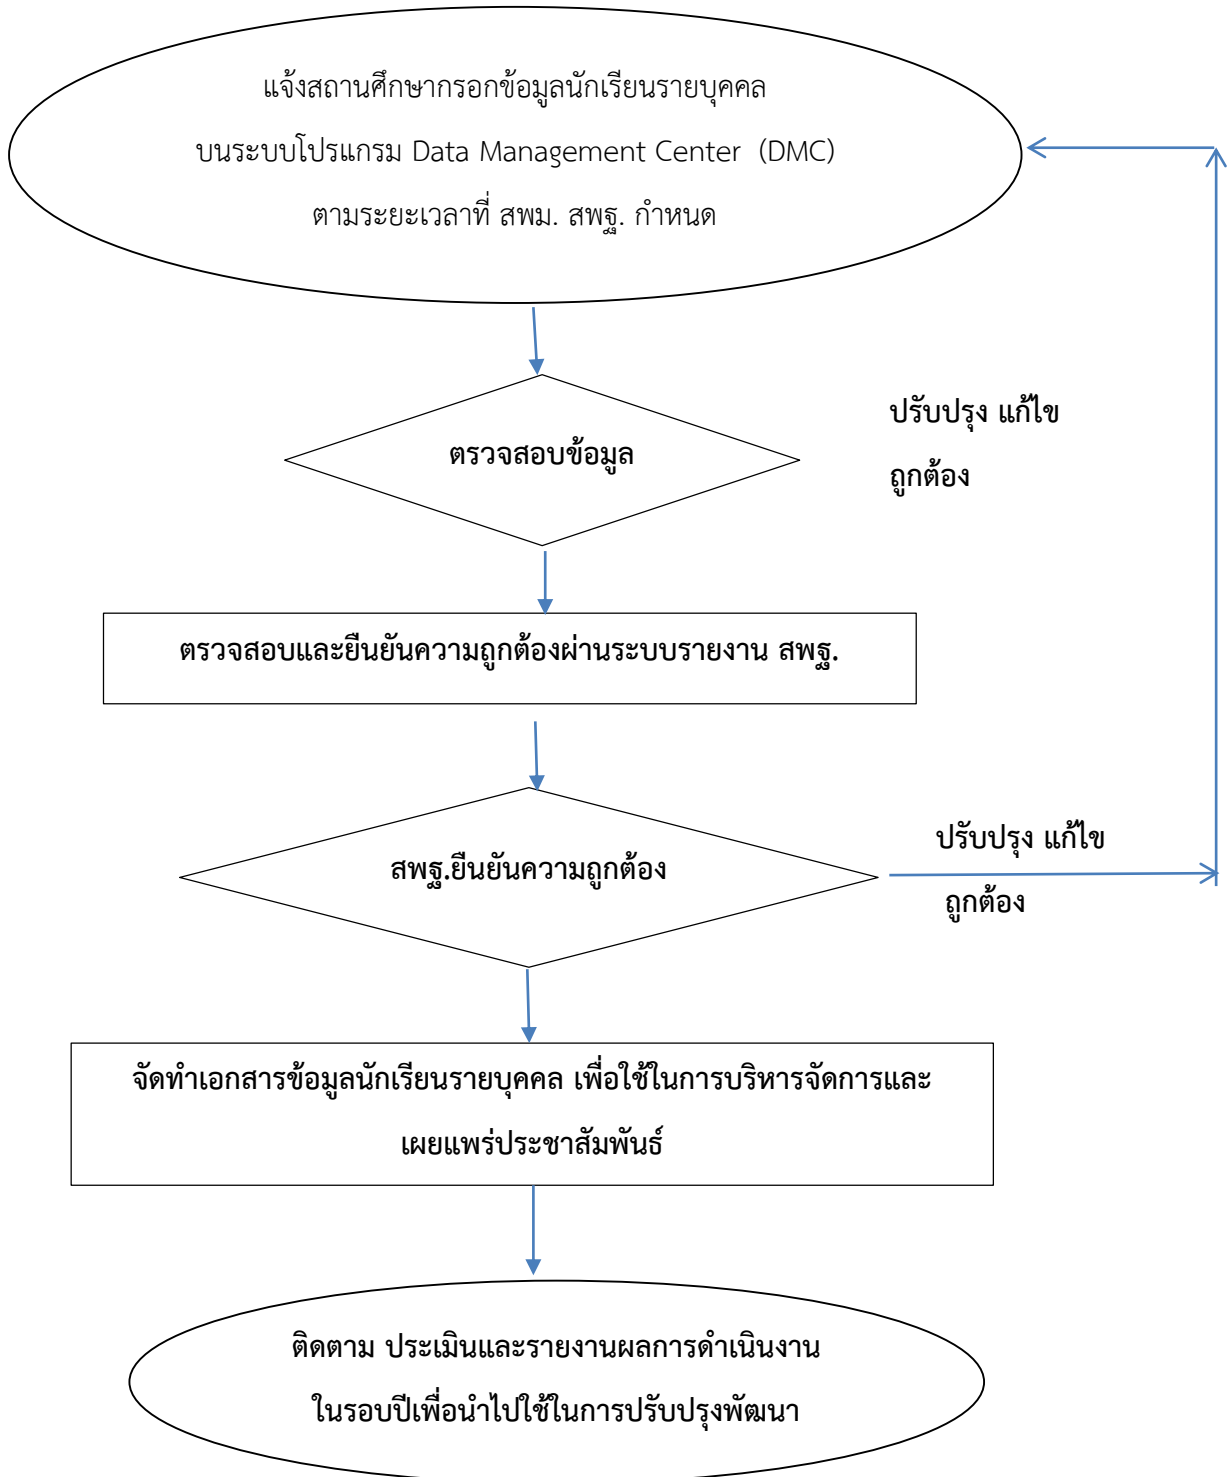 แจ้งสถานศึกษากรอกข้อมูลนักเรียนรายบุคคล
บนระบบโปรแกรม Data Management Center (DMC)
ตามระยะเวลาที่ สพม. สพฐ. กำหนด
ปรับปรุง แก้ไข
ตรวจสอบข้อมูล
ถูกต้อง
ตรวจสอบและยืนยันความถูกต้องผ่านระบบรายงาน สพฐ.
ปรับปรุง แก้ไข
สพฐ.ยืนยันความถูกต้อง
ถูกต้อง
จัดทำเอกสารข้อมูลนักเรียนรายบุคคล เพื่อใช้ในการบริหารจัดการและ
เผยแพร่ประชาสัมพันธ์
ติดตาม ประเมินและรายงานผลการดำเนินงาน
ในรอบปีเพื่อนำไปใช้ในการปรับปรุงพัฒนา